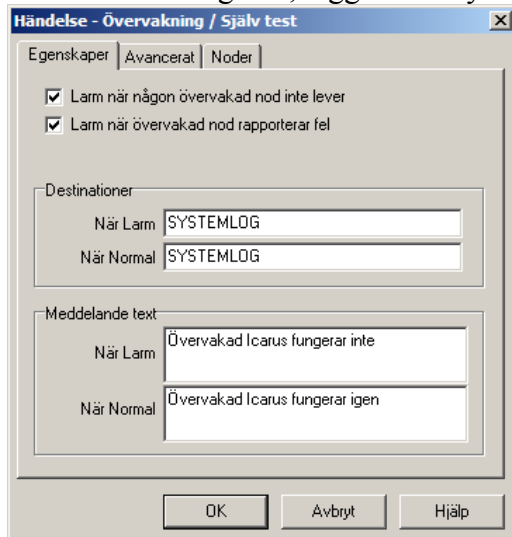 Händelse - Övervakning / Själv test
Egenskaper Avancerat Noder
Larm när någon övervakad nod inte lever
Larm när övervakad nod rapporterar fel
Destinationer
När Larm SYSTEMLOG
När Normal SYSTEMLOG
Meddelande text
När Larm Övervakad Icarus fungerar inte
När Normal Övervakad Icarus fungerar igen
OK Avbryt Hjälp